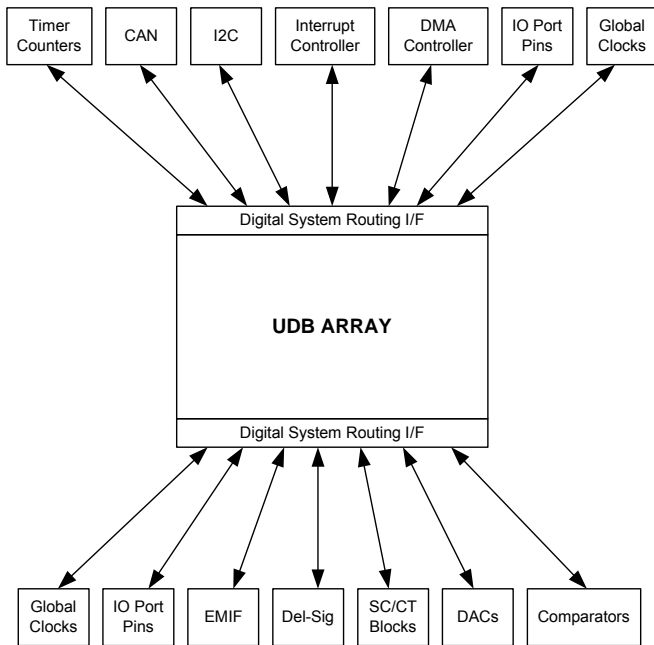 Timer Counters
CAN
I2C
Interrupt Controller
DMA Controller
IO Port Pins
Global Clocks
Digital System Routing I/F
UDB ARRAY
Digital System Routing I/F
Global Clocks
IO Port Pins
EMIF
Del-Sig
SC/CT Blocks
DACs
Comparators